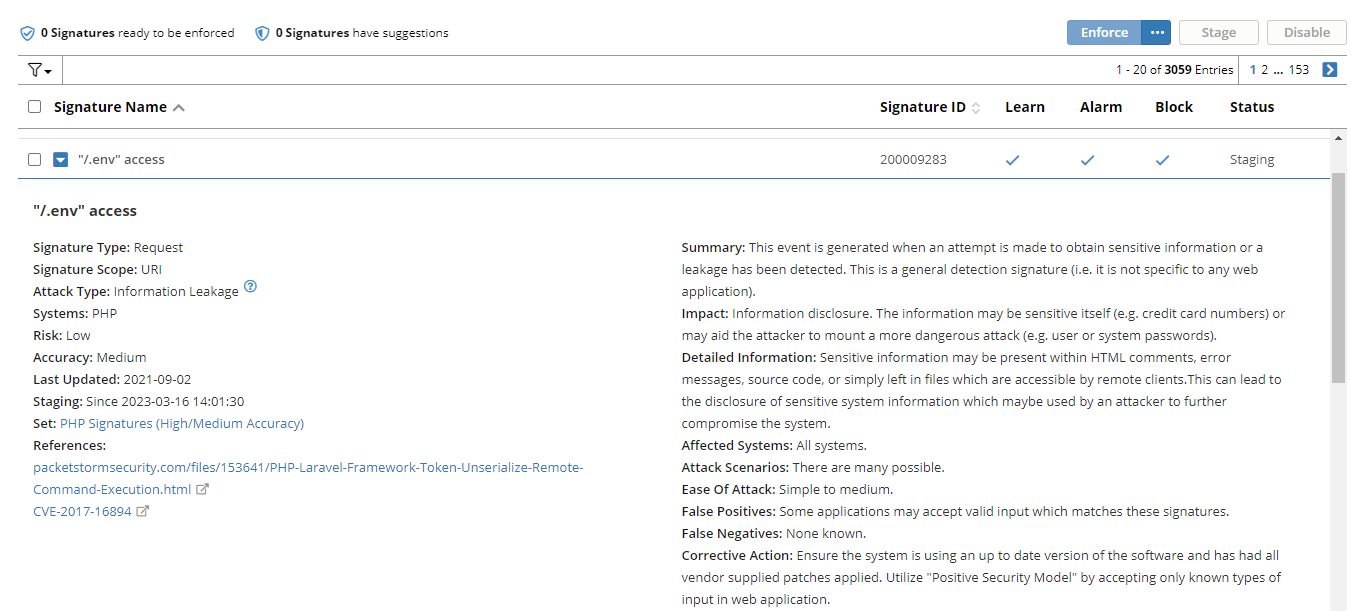 0 Signatures ready to be enforced 0 Signatures have suggestions Enforce ... Stage Disable
1 - 20 of 3059 Entries 1 2 ... 153
Signature Name Signature ID Learn Alarm Block Status
"/.env" access 200009283 Staging
"/.env" access
Signature Type: Request
Signature Scope: URI
Attack Type: Information Leakage
Systems: PHP
Risk: Low
Accuracy: Medium
Last Updated: 2021-09-02
Staging: Since 2023-03-16 14:01:30
Set: PHP Signatures (High/Medium Accuracy)
References:
packetstormsecurity.com/files/153641/PHP-Laravel-Framework-Token-Unserialize-Remote-
Command-Execution.html
CVE-2017-16894
Summary: This event is generated when an attempt is made to obtain sensitive information or a
leakage has been detected. This is a general detection signature (i.e. it is not specific to any web
application).
Impact: Information disclosure. The information may be sensitive itself (e.g. credit card numbers) or
may aid the attacker to mount a more dangerous attack (e.g. user or system passwords).
Detailed Information: Sensitive information may be present within HTML comments, error
messages, source code, or simply left in files which are accessible by remote clients.This can lead to
the disclosure of sensitive system information which maybe used by an attacker to further
compromise the system.
Affected Systems: All systems.
Attack Scenarios: There are many possible.
Ease Of Attack: Simple to medium.
False Positives: Some applications may accept valid input which matches these signatures.
False Negatives: None known.
Corrective Action: Ensure the system is using an up to date version of the software and has had all
vendor supplied patches applied. Utilize "Positive Security Model" by accepting only known types of
input in web application.